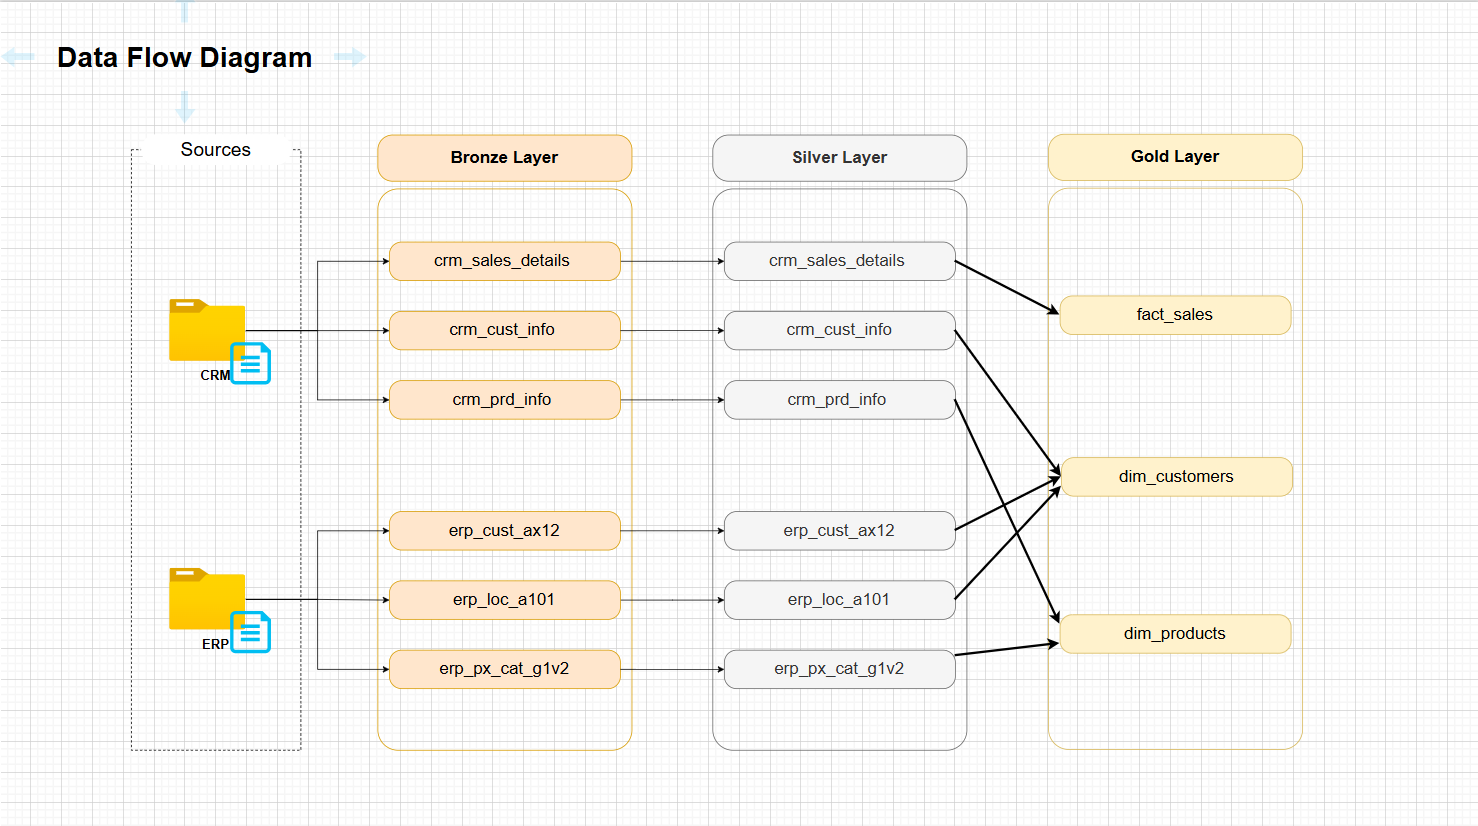 Data Flow Diagram
Sources
CRM
ERP
Bronze Layer
crm_sales_details
crm_cust_info
crm_prd_info
erp_cust_ax12
erp_loc_a101
erp_px_cat_g1v2
Silver Layer
crm_sales_details
crm_cust_info
crm_prd_info
erp_cust_ax12
erp_loc_a101
erp_px_cat_g1v2
Gold Layer
fact_sales
dim_customers
dim_products